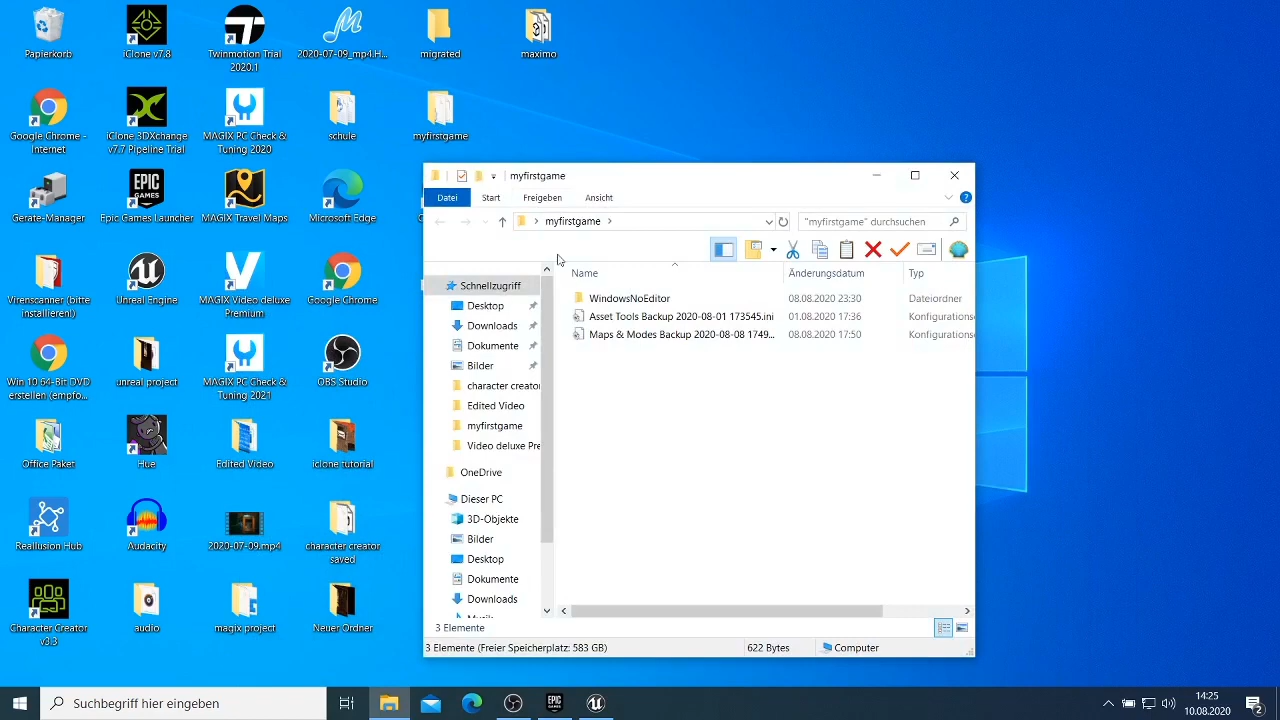 Papierkorb
iClone v7.8
Twinmotion Trial
2020.1
2020-07-09_mp4.H...
migrated
maximo
Google Chrome -
Internet
iClone 3DXchange
v7.7 Pipeline Trial
MAGIX PC Check &
Tuning 2020
schule
myfirstgame
Geräte-Manager
EPIC
GAMES
Epic Games Launcher
MAGIX Travel Maps
Microsoft Edge
Virenscanner (bitte
installieren!)
Unreal Engine
MAGIX Video deluxe
Premium
Google Chrome
Win 10 64-Bit DVD
erstellen (empfo...
unreal project
MAGIX PC Check &
Tuning 2021
OBS Studio
Office Paket
Hue
Edited Video
iclone tutorial
Reallusion Hub
Audacity
2020-07-09.mp4
character creator
saved
Character Creator
v3.3
audio
magix project
Neuer Ordner
myfirstgame
Datei
Start
Freigeben
Ansicht
myfirstgame
"myfirstgame" durchsuchen
Name
Änderungsdatum
Typ
WindowsNoEditor
08.08.2020 23:30
Dateiordner
Asset Tools Backup 2020-08-01 173545.ini
01.08.2020 17:36
Konfigurations
Maps & Modes Backup 2020-08-08 1749...
08.08.2020 17:50
Konfigurations
Schnellzugriff
Desktop
Downloads
Dokumente
Bilder
character creator
Edited Video
myfirstgame
Video deluxe Pre
OneDrive
Dieser PC
3D-Objekte
Bilder
Desktop
Dokumente
Downloads
Musik
3 Elemente
3 Elemente (Freier Speicherplatz: 583 GB)
622 Bytes
Computer
Suchbegriff hier eingeben
14:25
10.08.2020
2